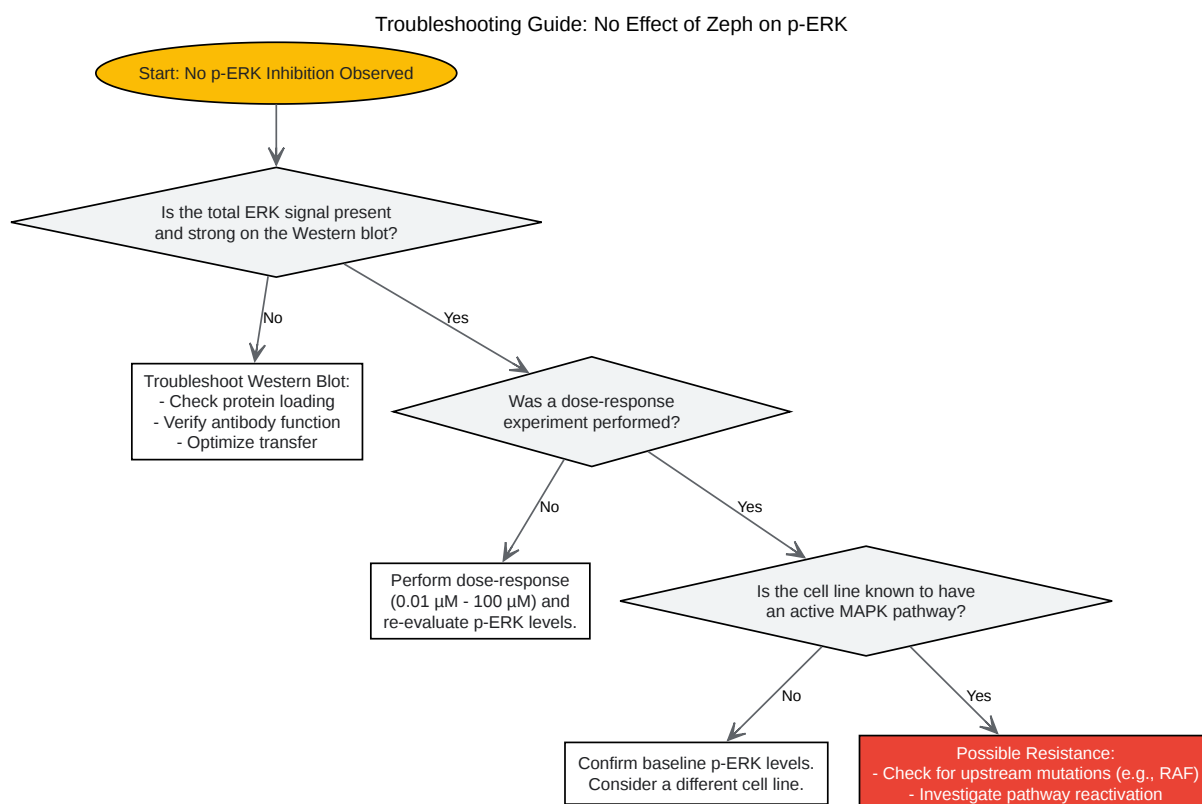 Troubleshooting Guide: No Effect of Zeph on p-ERK
Start: No p-ERK Inhibition Observed
Is the total ERK signal present
and strong on the Western blot?
No
Yes
Troubleshoot Western Blot:
- Check protein loading
- Verify antibody function
- Optimize transfer
Was a dose-response
experiment performed?
No
Yes
Perform dose-response
(0.01 µM - 100 µM) and
re-evaluate p-ERK levels.
Is the cell line known to have
an active MAPK pathway?
No
Yes
Confirm baseline p-ERK levels.
Consider a different cell line.
Possible Resistance:
- Check for upstream mutations (e.g., RAF)
- Investigate pathway reactivation